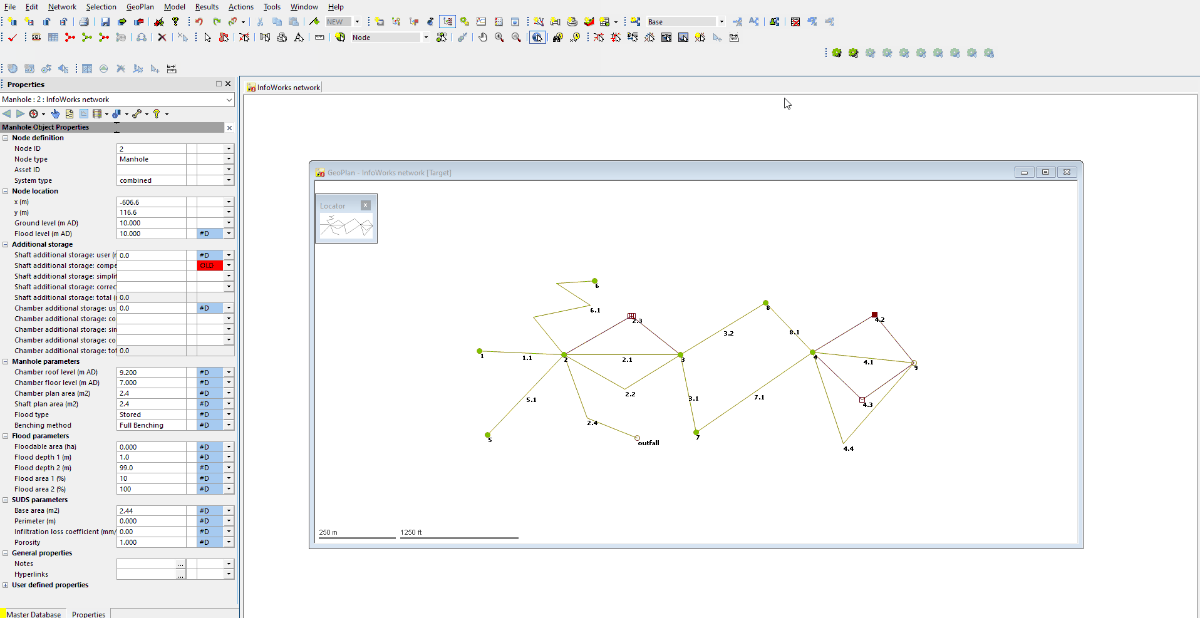 File Edit Network Selection GeoPlan Model Results Actions Tools Window Help
NEW
Base
Node
Properties
Manhole : 2 : InfoWorks network
Manhole Object Properties
Node definition
Node ID 2
Node type Manhole
Asset ID
System type combined
Node location
x (m) -606.6
y (m) 116.6
Ground level (m AD) 10.000
Flood level (m AD) 10.000 #D
Additional storage
Shaft additional storage: user (r 0.0 #D
Shaft additional storage: compe
Shaft additional storage: simplif
Shaft additional storage: correc
Shaft additional storage: total ( 0.0
Chamber additional storage: us 0.0 #D
Chamber additional storage: co
Chamber additional storage: sim
Chamber additional storage: co
Chamber additional storage: tot 0.0
Manhole parameters
Chamber roof level (m AD) 9.200 #D
Chamber floor level (m AD) 7.000 #D
Chamber plan area (m2) 2.4 #D
Shaft plan area (m2) 2.4 #D
Flood type Stored #D
Benching method Full Benching #D
Flood parameters
Floodable area (ha) 0.000 #D
Flood depth 1 (m) 1.0 #D
Flood depth 2 (m) 99.0 #D
Flood area 1 (%) 10 #D
Flood area 2 (%) 100 #D
SUDS parameters
Base area (m2) 2.44 #D
Perimeter (m) 0.000 #D
Infiltration loss coefficient (mm/ 0.00 #D
Porosity 1.000 #D
General properties
Notes ...
Hyperlinks ...
User defined properties
Master Database Properties
InfoWorks network
GeoPlan - InfoWorks network [Target]
Locator
6
6.1
2.3
8
4.2
3.2
8.1
1
1.1
2
2.1
3
4
4.1
9
2.2
5.1
3.1
7.1
4.3
2.4
5
outfall
7
4.4
250 m
1250 ft